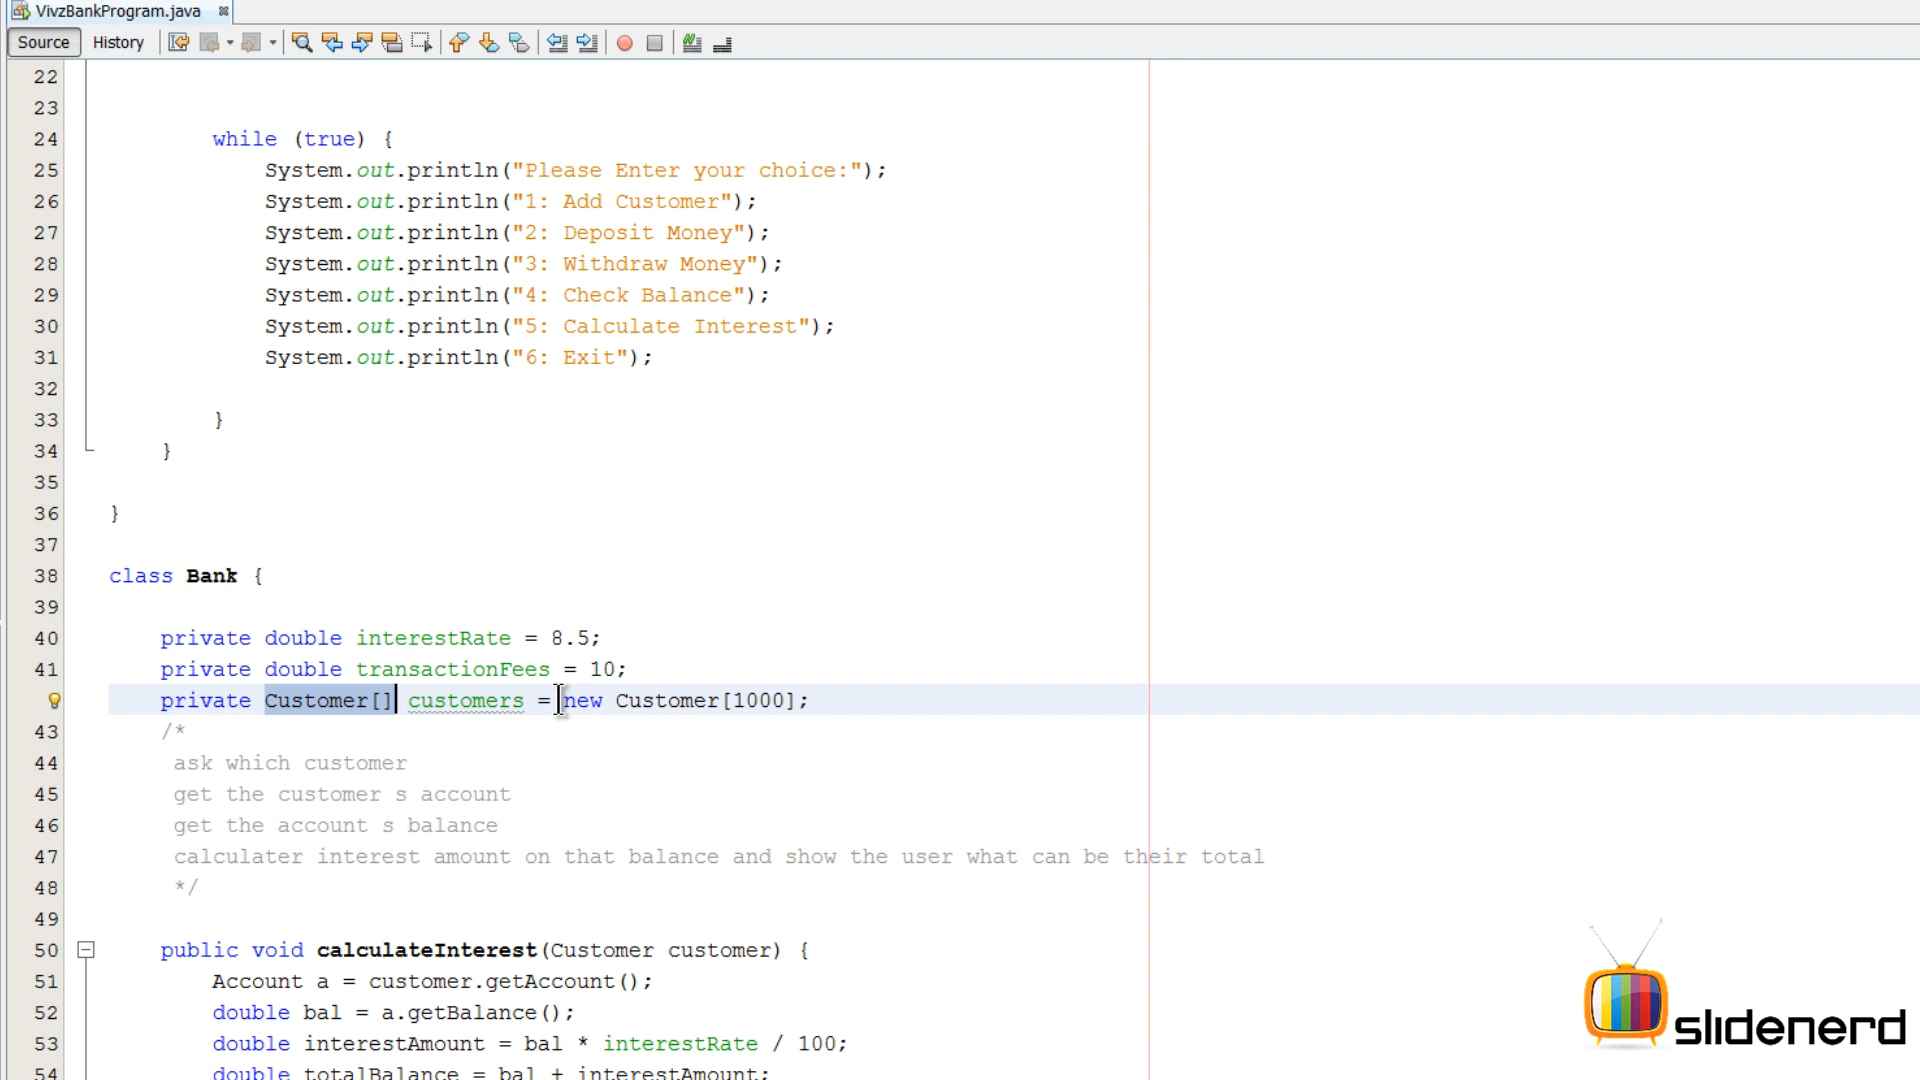 VivzBankProgram.java
Source History
22
23
24 while (true) {
25 System.out.println("Please Enter your choice:");
26 System.out.println("1: Add Customer");
27 System.out.println("2: Deposit Money");
28 System.out.println("3: Withdraw Money");
29 System.out.println("4: Check Balance");
30 System.out.println("5: Calculate Interest");
31 System.out.println("6: Exit");
32
33 }
34 }
35
36 }
37
38 class Bank {
39
40 private double interestRate = 8.5;
41 private double transactionFees = 10;
private Customer[] customers = new Customer[1000];
43 /*
44 ask which customer
45 get the customer s account
46 get the account s balance
47 calculater interest amount on that balance and show the user what can be their total
48 */
49
50 public void calculateInterest(Customer customer) {
51 Account a = customer.getAccount();
52 double bal = a.getBalance();
53 double interestAmount = bal * interestRate / 100;
54 double totalBalance = bal + interestAmount;
slidenerd